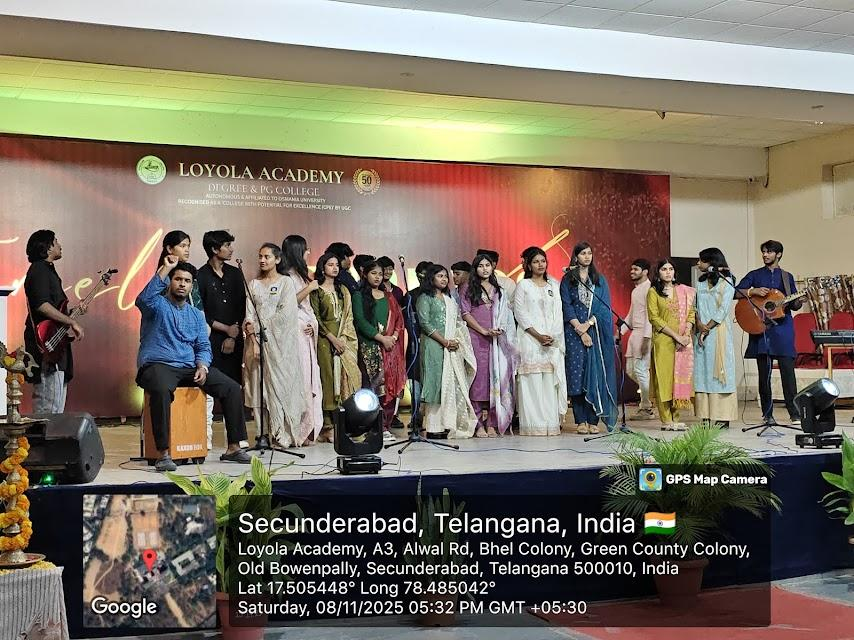 LOYOLA ACADEMY
DEGREE & PG COLLEGE
AUTONOMOUS & AFFILIATED TO OSMANIA UNIVERSITY
RECOGNISED AS A 'COLLEGE WITH POTENTIAL FOR EXCELLENCE (CPE)' BY UGC
50
GPS Map Camera
Secunderabad, Telangana, India
Loyola Academy, A3, Alwal Rd, Bhel Colony, Green County Colony,
Old Bowenpally, Secunderabad, Telangana 500010, India
Lat 17.505448° Long 78.485042°
Saturday, 08/11/2025 05:32 PM GMT +05:30
Google